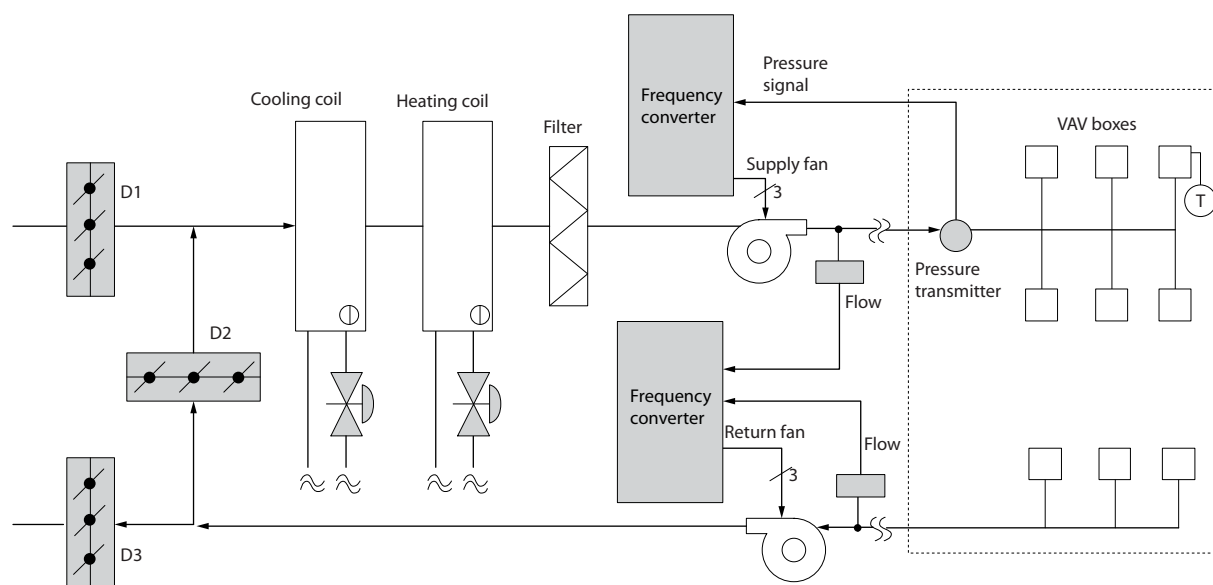 Cooling coil
Heating coil
Filter
Frequency
converter
Pressure
signal
VAV boxes
D1
Supply fan
3
T
Pressure
transmitter
Flow
D2
Frequency
converter
Return fan
Flow
3
D3